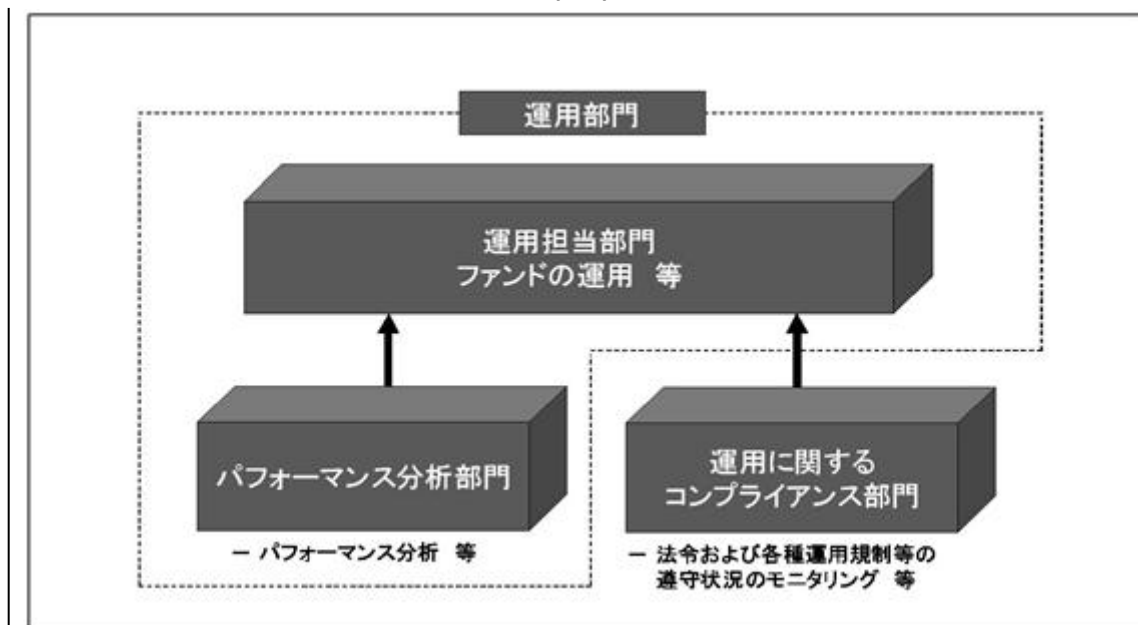 運用部門
運用担当部門
ファンドの運用　等
パフォーマンス分析部門
－ パフォーマンス分析　等
運用に関する
コンプライアンス部門
－ 法令および各種運用規制等の
遵守状況のモニタリング　等